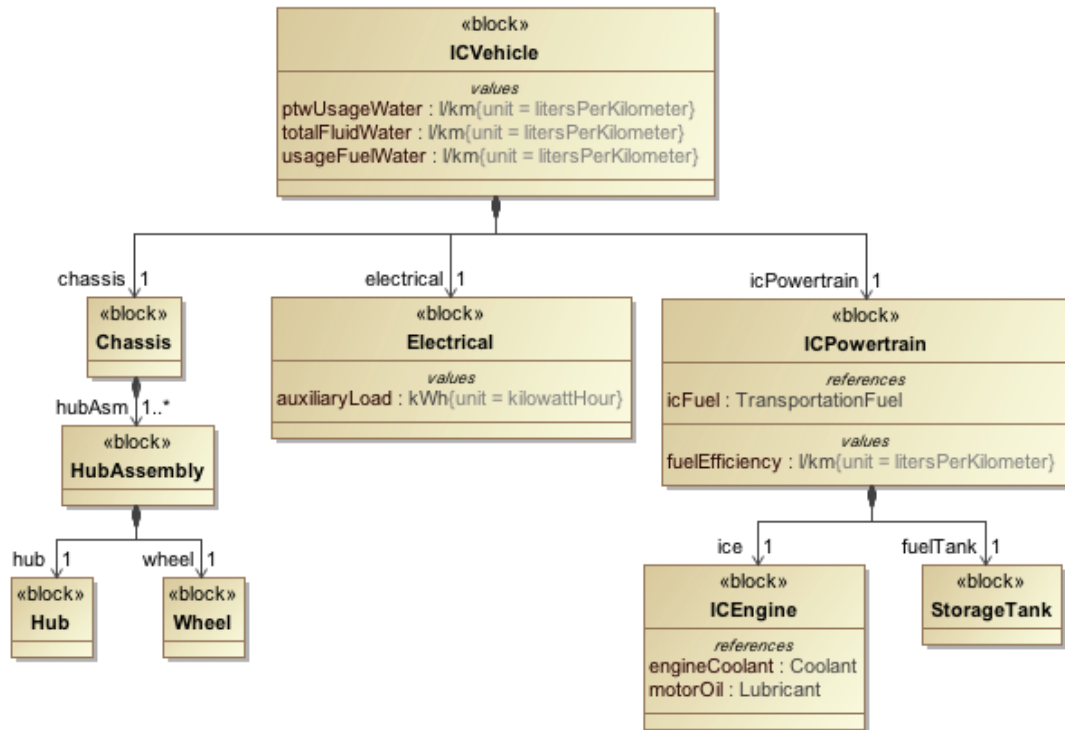 «block»
ICVehicle
values
ptwUsageWater : l/km{unit = litersPerKilometer}
totalFluidWater : l/km{unit = litersPerKilometer}
usageFuelWater : l/km{unit = litersPerKilometer}
chassis 1
electrical 1
icPowertrain 1
«block»
Chassis
«block»
Electrical
values
auxiliaryLoad : kWh{unit = kilowattHour}
«block»
ICPowertrain
references
icFuel : TransportationFuel
values
fuelEfficiency : l/km{unit = litersPerKilometer}
hubAsm 1..*
«block»
HubAssembly
hub 1
wheel 1
«block»
Hub
«block»
Wheel
ice 1
fuelTank 1
«block»
ICEngine
references
engineCoolant : Coolant
motorOil : Lubricant
«block»
StorageTank